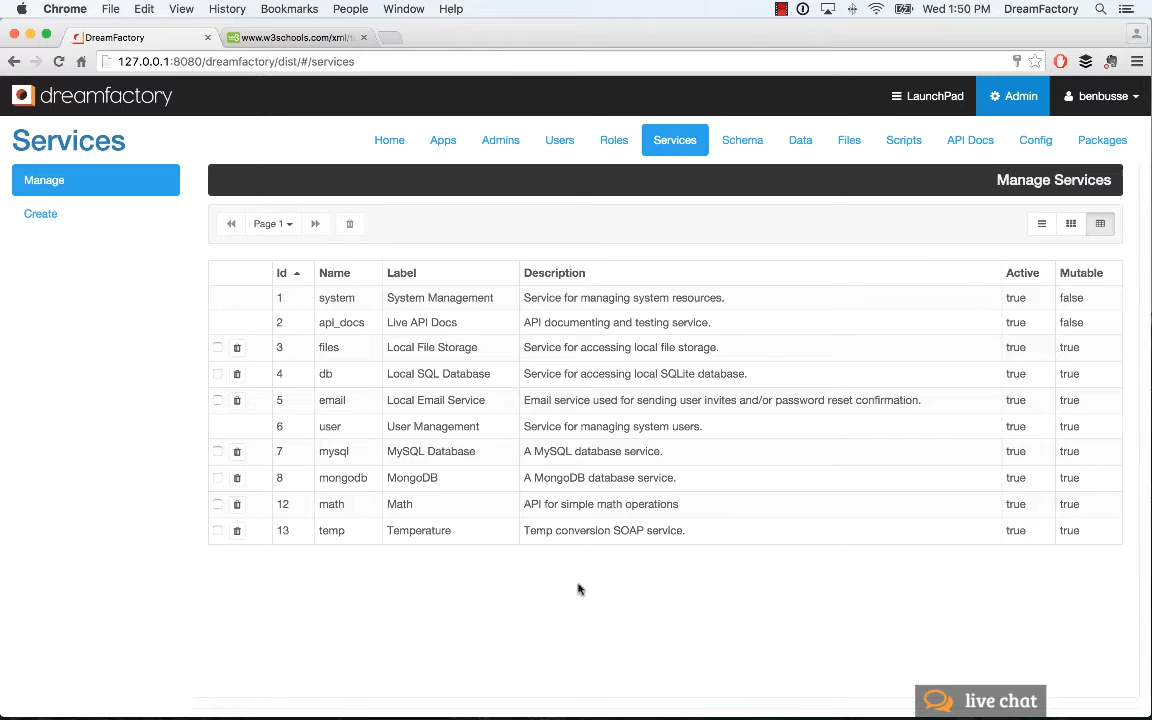 Chrome File Edit View History Bookmarks People Window Help Wed 1:50 PM DreamFactory
DreamFactory www.w3schools.com/xml/
127.0.0.1:8080/dreamfactory/dist/#/services
dreamfactory LaunchPad Admin benbusse
Services Home Apps Admins Users Roles Services Schema Data Files Scripts API Docs Config Packages
Manage Manage Services
Create
Page 1
Id Name Label Description Active Mutable
1 system System Management Service for managing system resources. true false
2 api_docs Live API Docs API documenting and testing service. true false
3 files Local File Storage Service for accessing local file storage. true true
4 db Local SQL Database Service for accessing local SQLite database. true true
5 email Local Email Service Email service used for sending user invites and/or password reset confirmation. true true
6 user User Management Service for managing system users. true true
7 mysql MySQL Database A MySQL database service. true true
8 mongodb MongoDB A MongoDB database service. true true
12 math Math API for simple math operations true true
13 temp Temperature Temp conversion SOAP service. true true
live chat